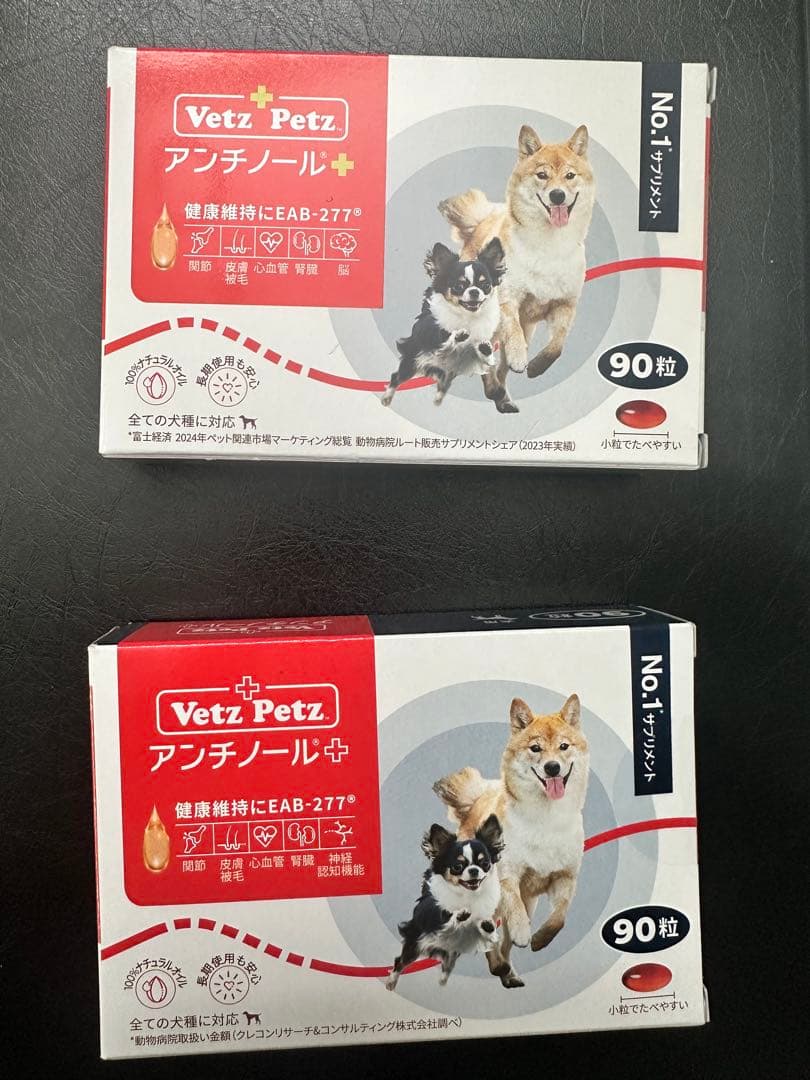 Vetz Petz™
アンチノール®+
健康維持にEAB-277®
関節 皮膚被毛 心血管 腎臓 脳
No.1*サプリメント
100%ナチュラルオイル
長期使用も安心
90粒
小粒でたべやすい
全ての犬種に対応
*富士経済 2024年ペット関連市場マーケティング総覧 動物病院ルート販売サプリメントシェア(2023年実績)
Vetz Petz
90粒
Vetz Petz™
アンチノール®+
健康維持にEAB-277®
関節 皮膚被毛 心血管 腎臓 神経認知機能
No.1*サプリメント
100%ナチュラルオイル
長期使用も安心
90粒
小粒でたべやすい
全ての犬種に対応
*動物病院取扱い金額(クレコンリサーチ&コンサルティング株式会社調べ)